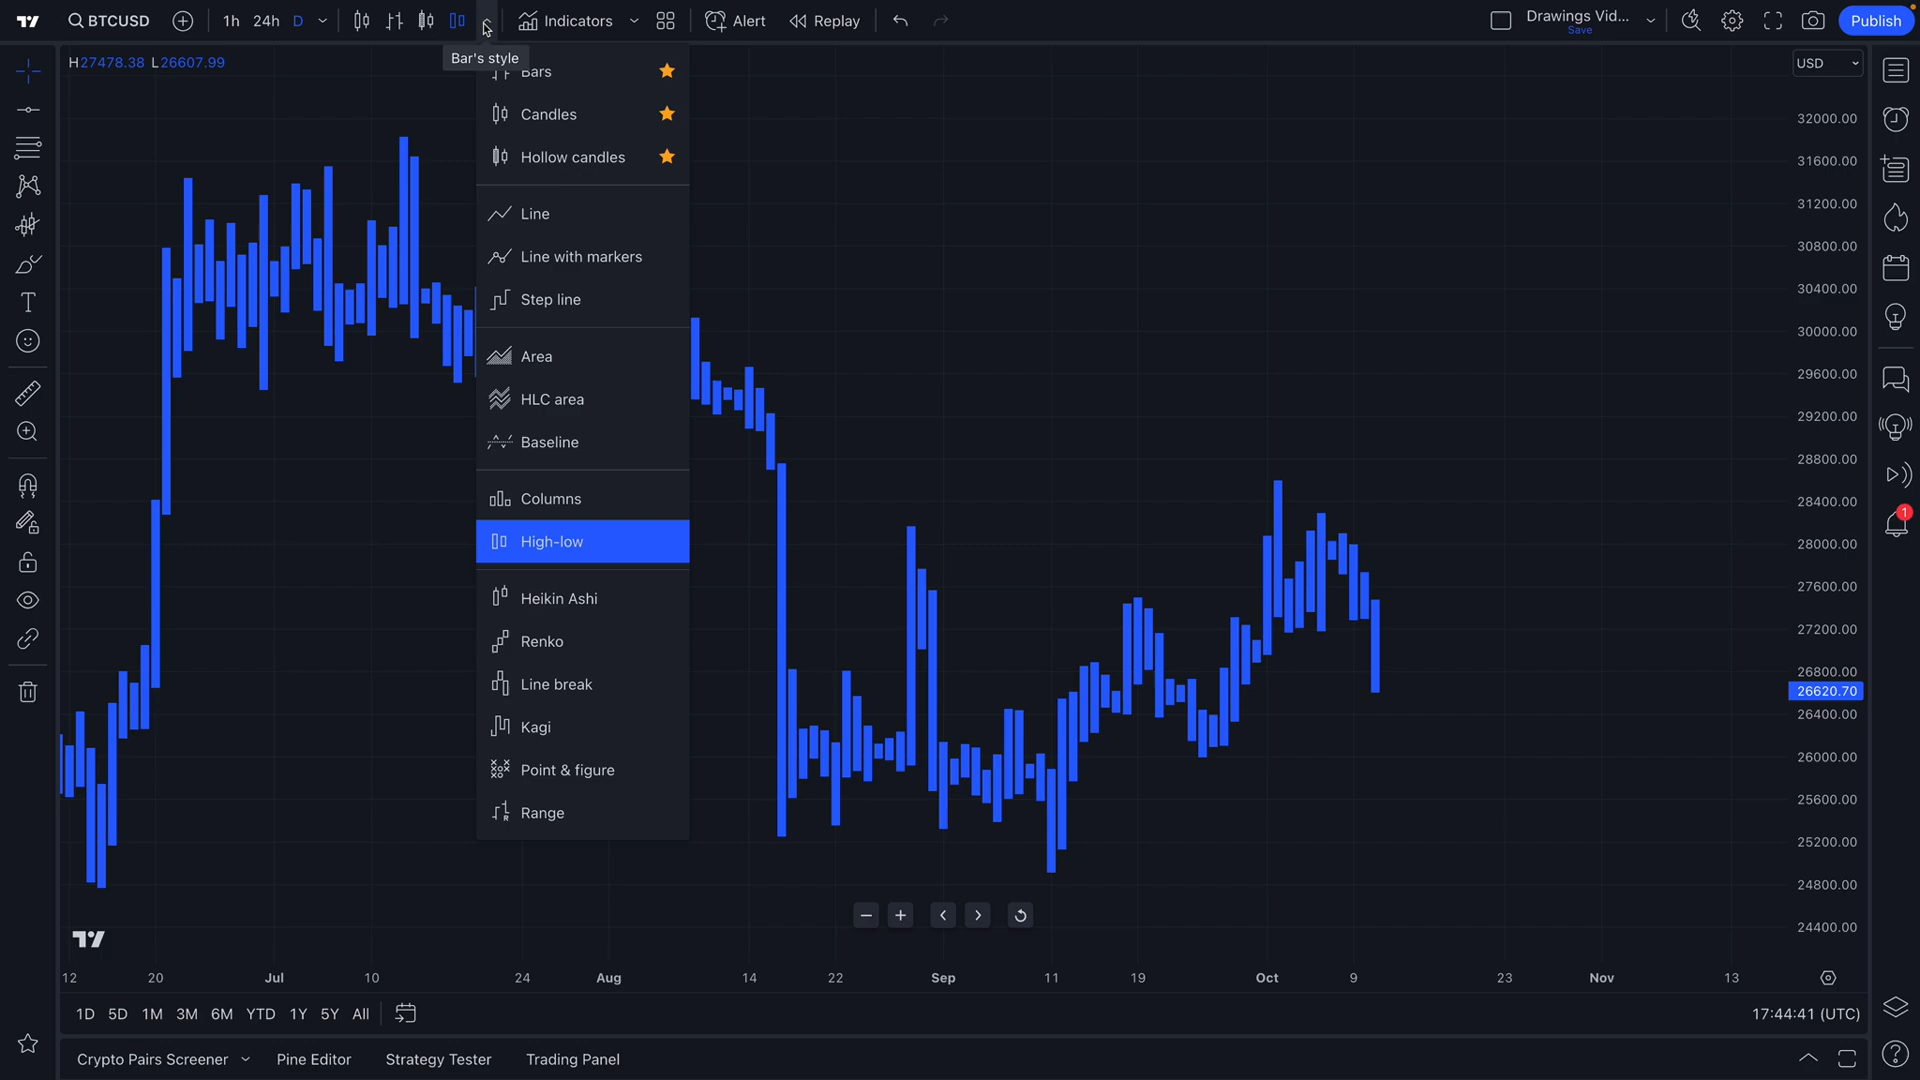 BTCUSD 1h 24h D Indicators Alert Replay Drawings Vid... Save Publish
Bar's style
H27478.38 L26607.99
USD
Bars
Candles
Hollow candles
Line
Line with markers
Step line
Area
HLC area
Baseline
Columns
High-low
Heikin Ashi
Renko
Line break
Kagi
Point & figure
Range
32000.00
31600.00
31200.00
30800.00
30400.00
30000.00
29600.00
29200.00
28800.00
28400.00
28000.00
27600.00
27200.00
26800.00
26620.70
26400.00
26000.00
25600.00
25200.00
24800.00
24400.00
1
12 20 Jul 10 24 Aug 14 22 Sep 11 19 Oct 9 23 Nov 13
1D 5D 1M 3M 6M YTD 1Y 5Y All 17:44:41 (UTC)
Crypto Pairs Screener Pine Editor Strategy Tester Trading Panel